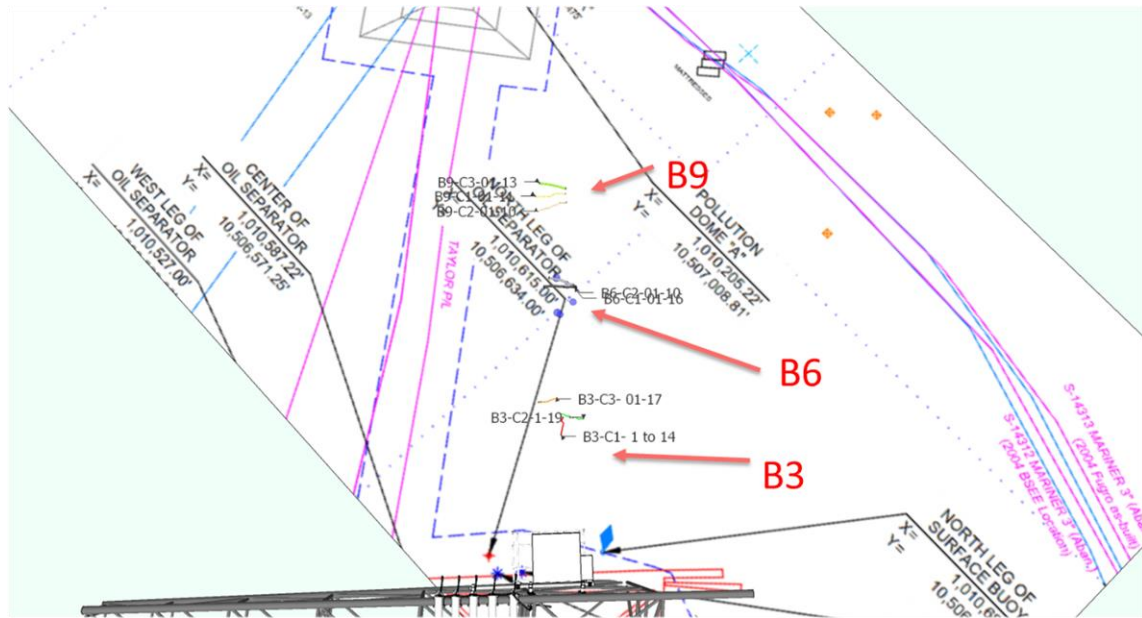 MATTRESSES
B9-C3-01-13
B9-C1-01-11
B9-C2-01-10
B9
WEST LEG OF
OIL SEPARATOR
X=
1,010,527.00'
CENTER OF
OIL SEPARATOR
X= 1,010,587.22'
Y= 10,506,571.25'
NORTH LEG OF
SEPARATOR
1,010,615.00'
10,506,634.00'
POLLUTION
DOME "A"
X= 1,010,205.22'
Y= 10,507,008.81'
TAYLOR P/L
B6-C2-01-10
B6-C1-01-16
B6
B3-C3- 01-17
B3-C2-1-19
B3-C1- 1 to 14
B3
S-14313 MARINER 3"
(2004 Fugro as-built)
S-14312 MARINER 3" (Aban.)
(2004 BSEE Location)
NORTH LEG OF
SURFACE BUOY
X=
Y=